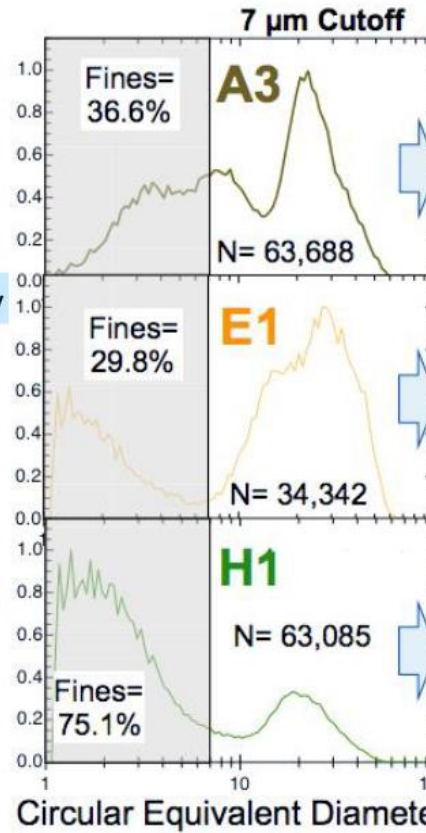 7 µm Cutoff
1.0
0.8
0.6
0.4
0.2
0.0
Fines=
36.6%
A3
N= 63,688
1.0
0.8
0.6
0.4
0.2
0.0
Fines=
29.8%
E1
N= 34,342
1.0
0.8
0.6
0.4
0.2
0.0
H1
N= 63,085
Fines=
75.1%
1
10
Circular Equivalent Diamete